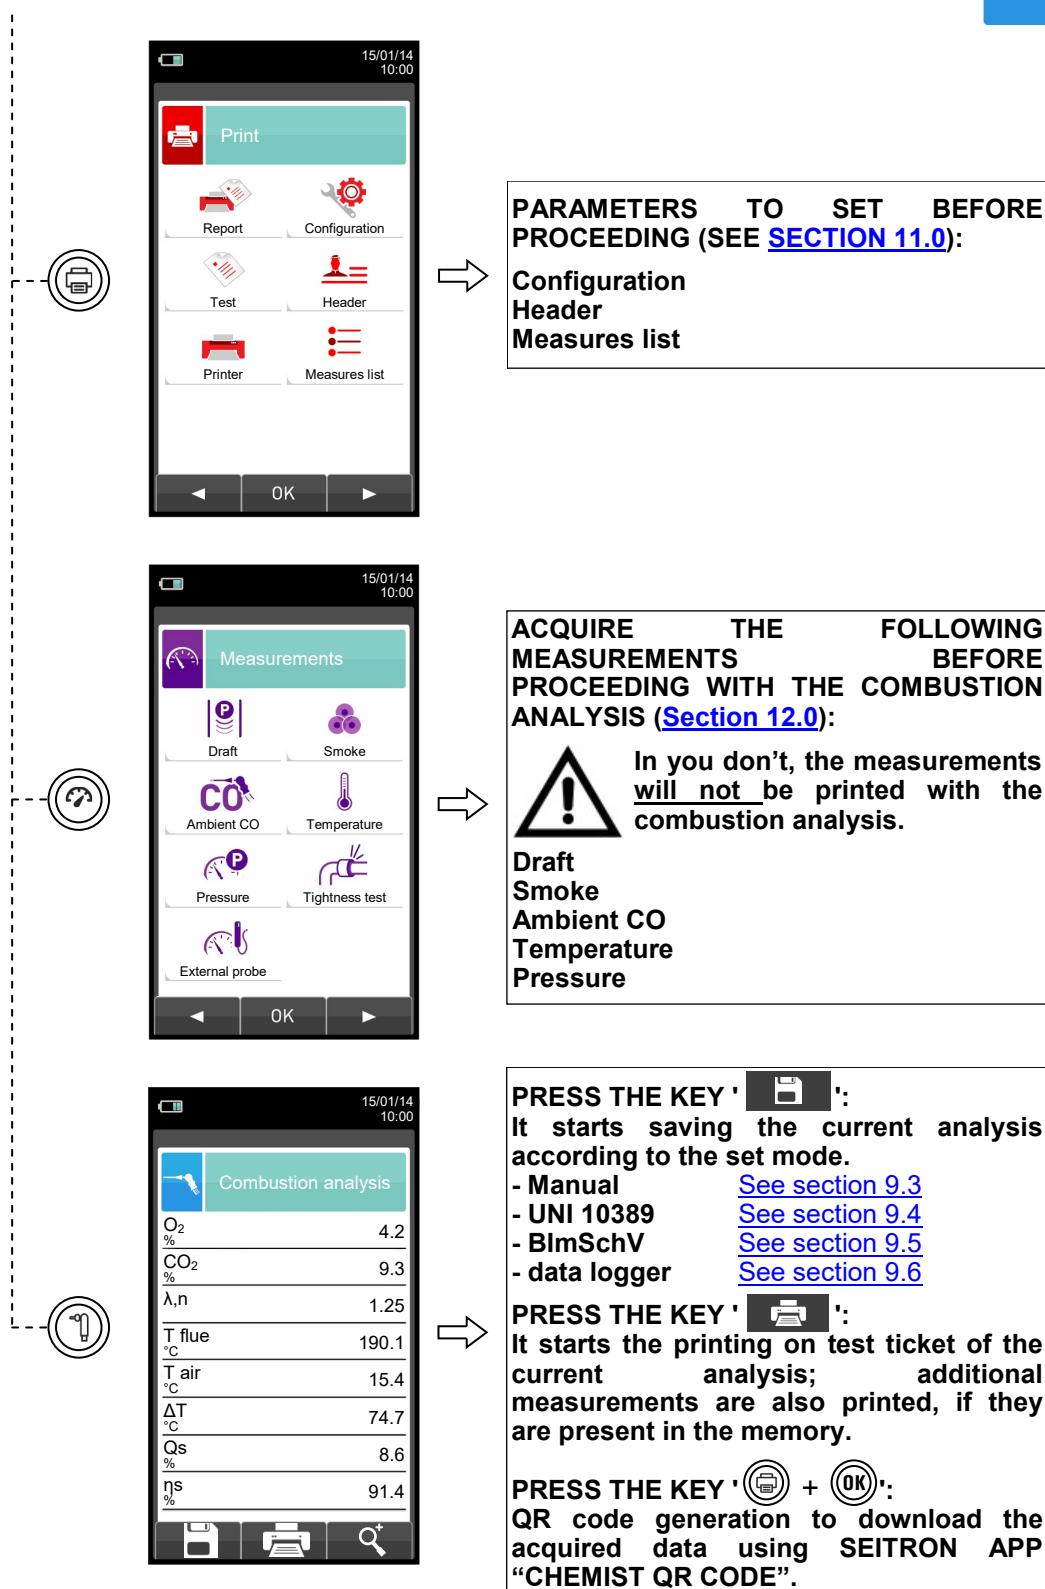 15/01/14
10:00
Print
Report
Configuration
Test
Header
Printer
Measures list
OK
PARAMETERS TO SET BEFORE
PROCEEDING (SEE SECTION 11.0):
Configuration
Header
Measures list
15/01/14
10:00
Measurements
P
Draft
Smoke
CO
Ambient CO
Temperature
P
Pressure
Tightness test
External probe
OK
ACQUIRE THE FOLLOWING
MEASUREMENTS BEFORE
PROCEEDING WITH THE COMBUSTION
ANALYSIS (Section 12.0):
In you don't, the measurements
will not be printed with the
combustion analysis.
Draft
Smoke
Ambient CO
Temperature
Pressure
15/01/14
10:00
Combustion analysis
O₂ % 4.2
CO₂ % 9.3
λ,n 1.25
T flue °C 190.1
T air °C 15.4
ΔT °C 74.7
Qs % 8.6
ηs % 91.4
PRESS THE KEY ' ':
It starts saving the current analysis
according to the set mode.
- Manual See section 9.3
- UNI 10389 See section 9.4
- BImSchV See section 9.5
- data logger See section 9.6
PRESS THE KEY ' ':
It starts the printing on test ticket of the
current analysis; additional
measurements are also printed, if they
are present in the memory.
PRESS THE KEY ' + OK':
QR code generation to download the
acquired data using SEITRON APP
“CHEMIST QR CODE”.